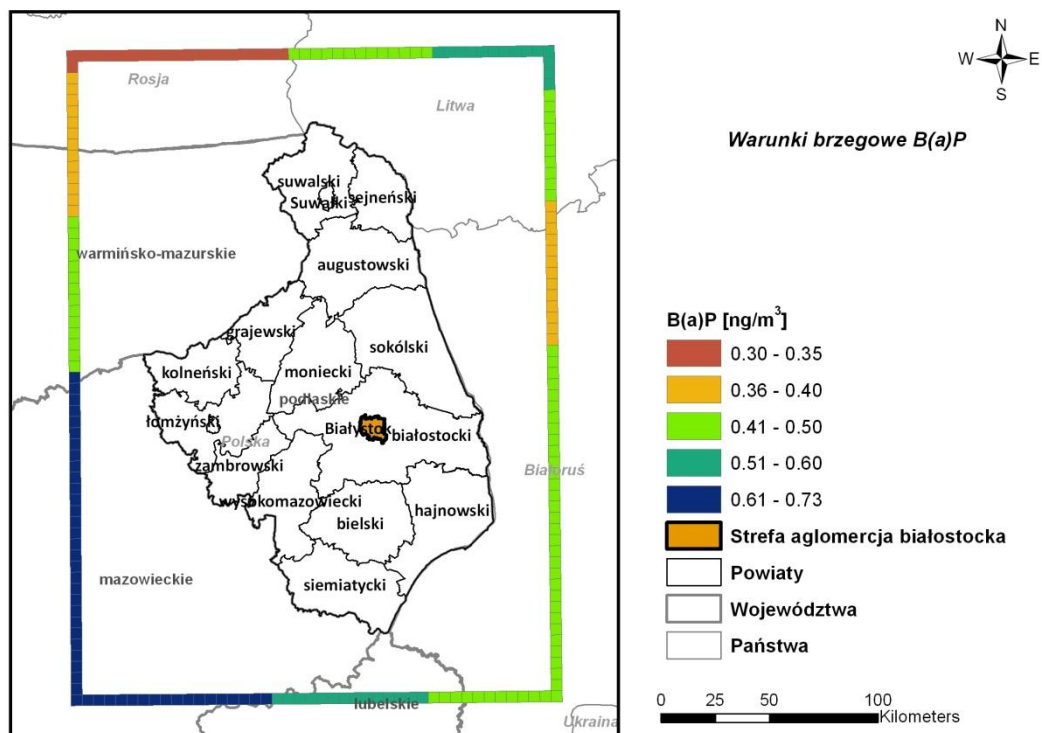 Rosja
Litwa
suwalski
Suwałki
sejneński
warmińsko-mazurskie
augustowski
grajewski
sokólski
kolneński
moniecki
podlaskie
łomżyński
Białystok
białostocki
Polska
zambrowski
Białoruś
wysokomazowiecki
hajnowski
bielski
mazowieckie
siemiatycki
lubelskie
Ukraina
N
W
E
S
Warunki brzegowe B(a)P
B(a)P [ng/m³]
0.30 - 0.35
0.36 - 0.40
0.41 - 0.50
0.51 - 0.60
0.61 - 0.73
Strefa aglomercja białostocka
Powiaty
Województwa
Państwa
0 25 50 100
Kilometers